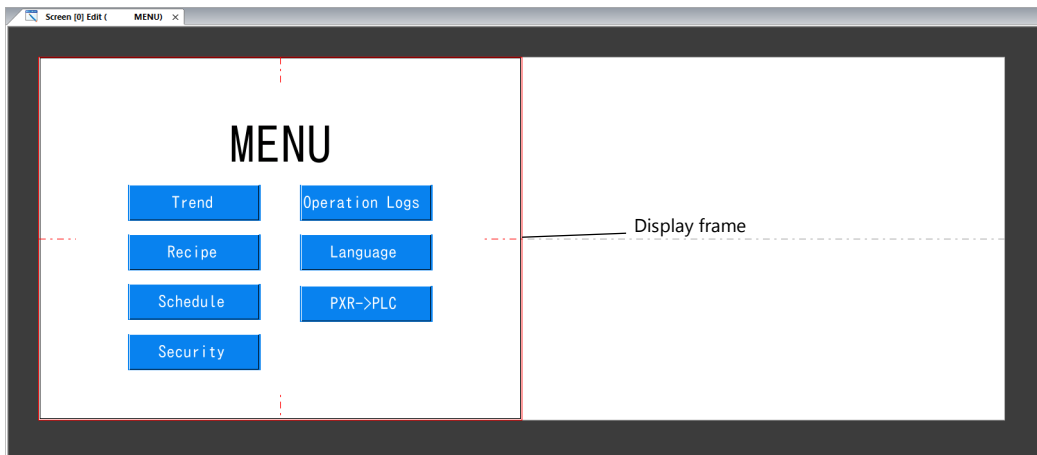 Screen [0] Edit ( MENU) ×
MENU
Trend
Operation Logs
Recipe
Language
Schedule
PXR->PLC
Security
Display frame